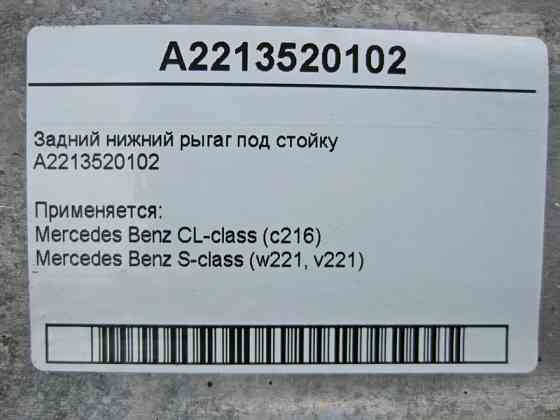 A2213520102
Задний нижний рыгаг под стойку
A2213520102
Применяется:
Mercedes Benz CL-class (c216)
Mercedes Benz S-class (w221, v221)